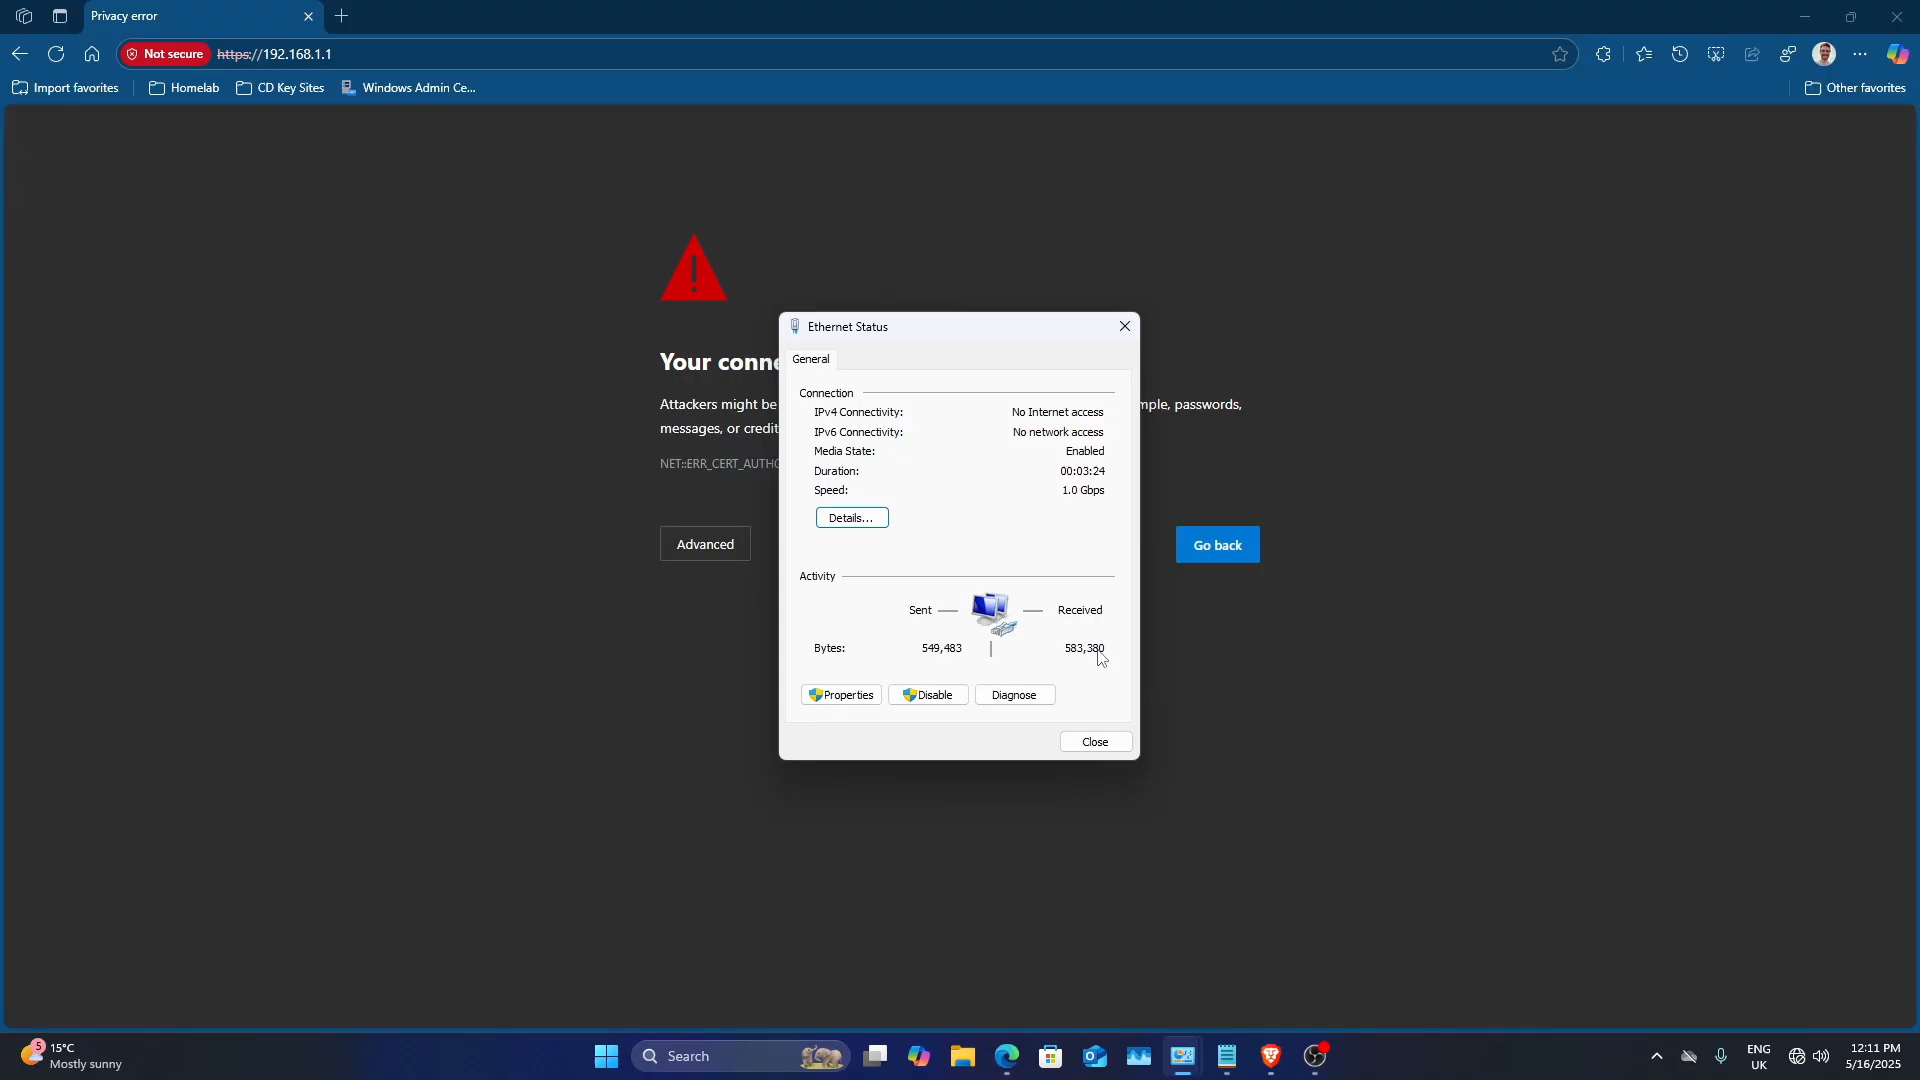 Privacy error
Not secure https://192.168.1.1
Import favorites Homelab CD Key Sites Windows Admin Ce... Other favorites
Your conne
Attackers might be mple, passwords,
messages, or credit
NET::ERR_CERT_AUTHO
Advanced
Go back
Ethernet Status
General
Connection
IPv4 Connectivity: No Internet access
IPv6 Connectivity: No network access
Media State: Enabled
Duration: 00:03:24
Speed: 1.0 Gbps
Details...
Activity
Sent Received
Bytes: 549,483 583,380
Properties Disable Diagnose
Close
5
15°C
Mostly sunny
Search
ENG
UK
12:11 PM
5/16/2025